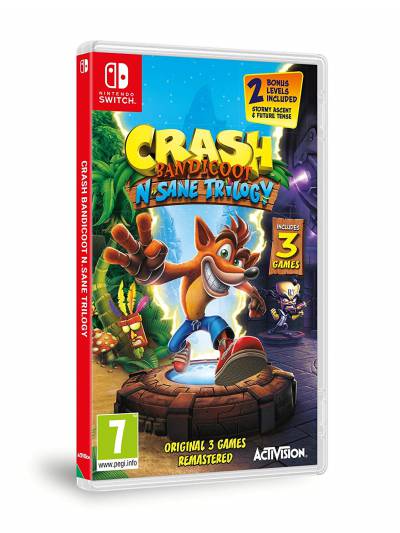 NINTENDO
SWITCH.
2 BONUS
LEVELS
INCLUDED
STORMY ASCENT
& FUTURE TENSE
CRASH
BANDICOOT
N. SANE TRILOGY
INCLUDES
3
GAMES
CRASH BANDICOOT N. SANE TRILOGY
7
www.pegi.info
ORIGINAL 3 GAMES
REMASTERED
ACTIVISION